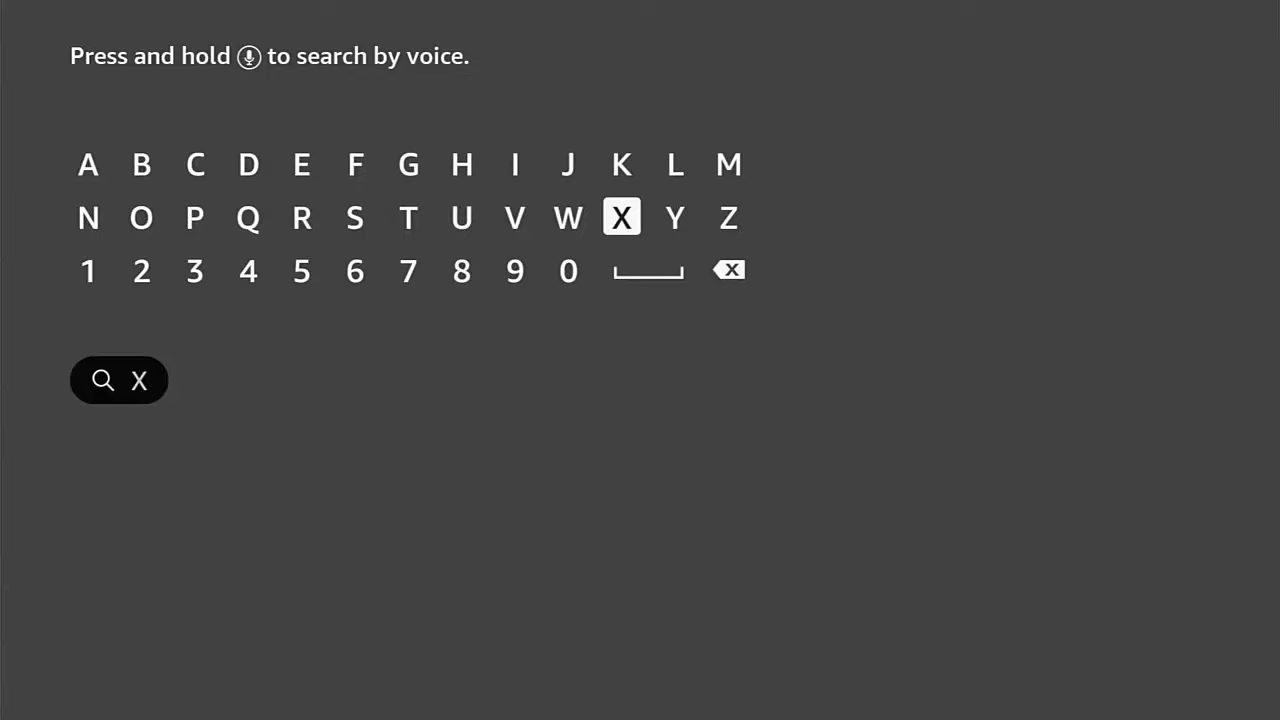 Press and hold to search by voice.
A B C D E F G H I J K L M
N O P Q R S T U V W X Y Z
1 2 3 4 5 6 7 8 9 0
X